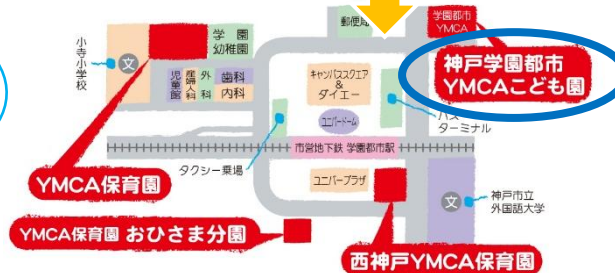 郵便局
学園都市
YMCA
神戸学園都市
YMCAこども園
小寺小学校
文
学園
幼稚園
児童館
産婦人科
外科
歯科
内科
キャンパススクエア
&
ダイエー
ユニバードーム
バス
ターミナル
タクシー乗場
市営地下鉄 学園都市駅
YMCA保育園
ユニバープラザ
文
神戸市立
外国語大学
YMCA保育園 おひさま分園
西神戸YMCA保育園